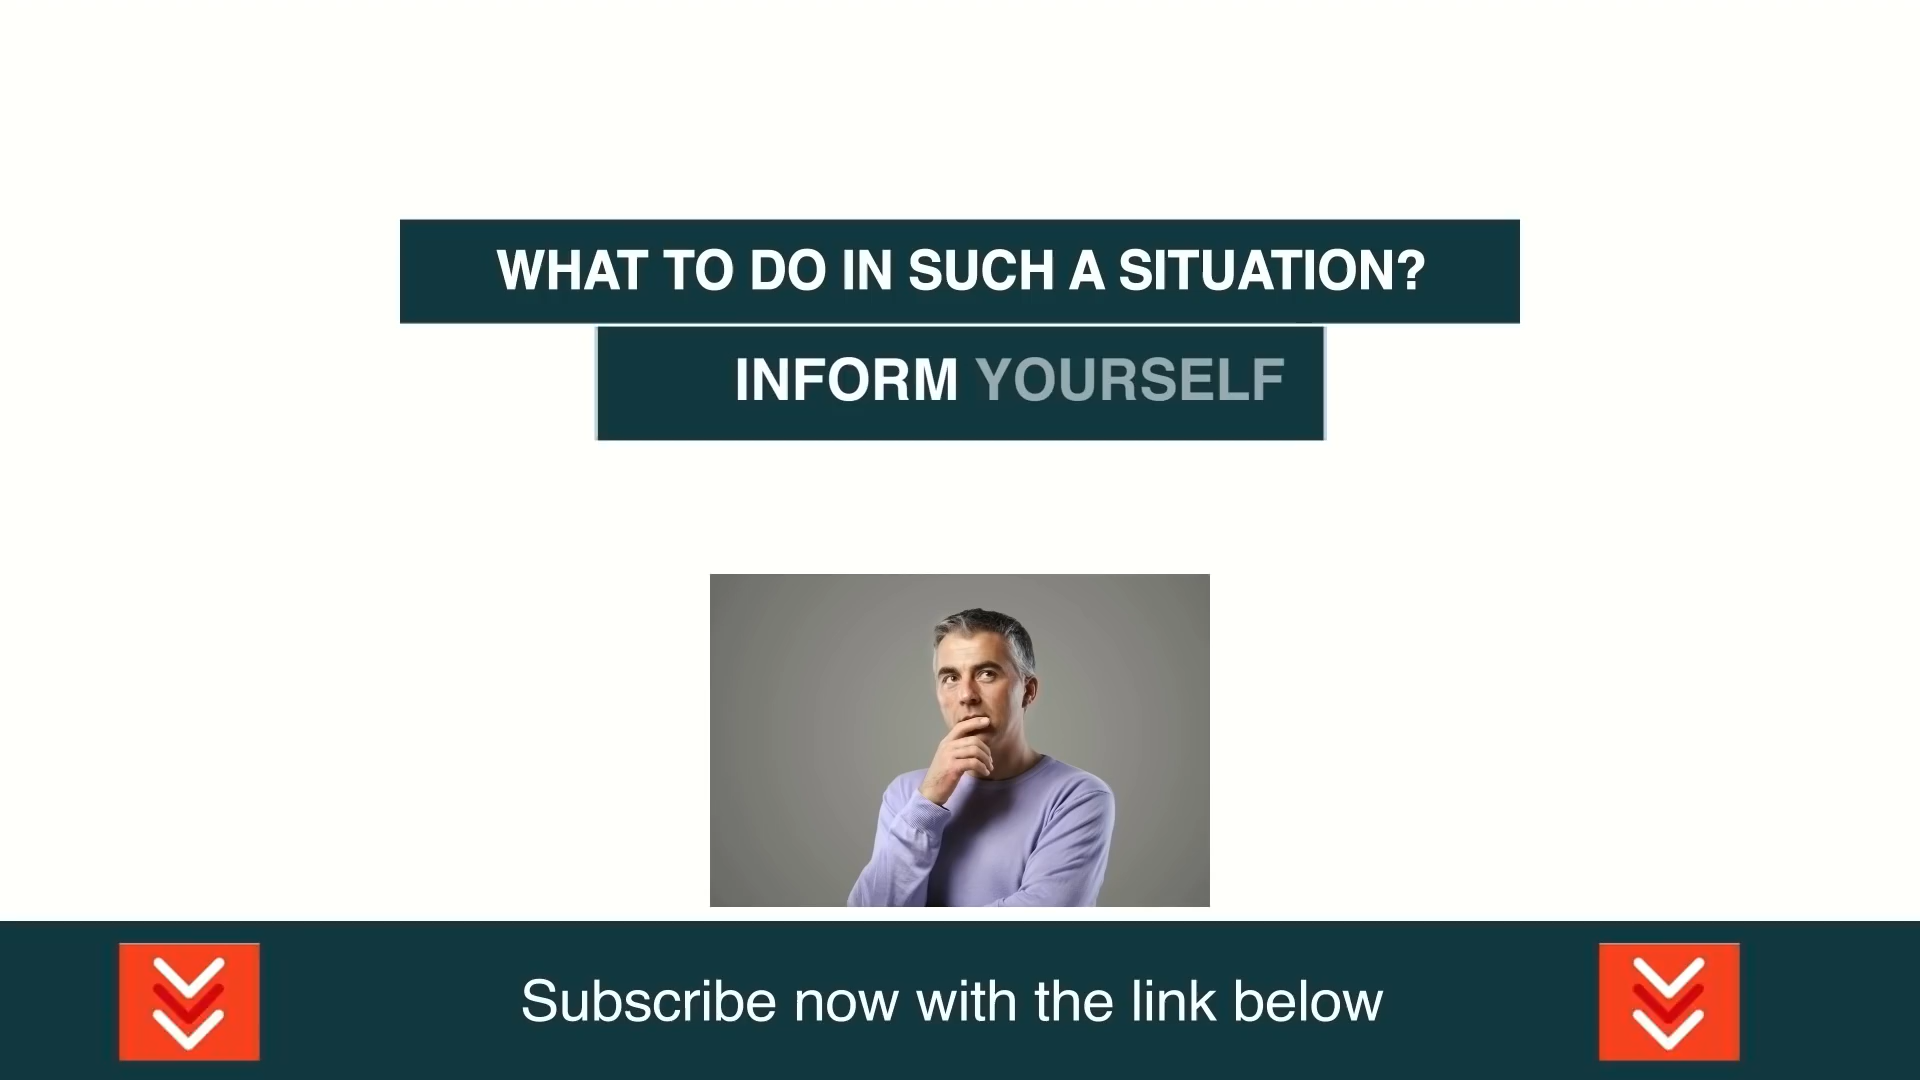 WHAT TO DO IN SUCH A SITUATION?
INFORM YOURSELF
Subscribe now with the link below